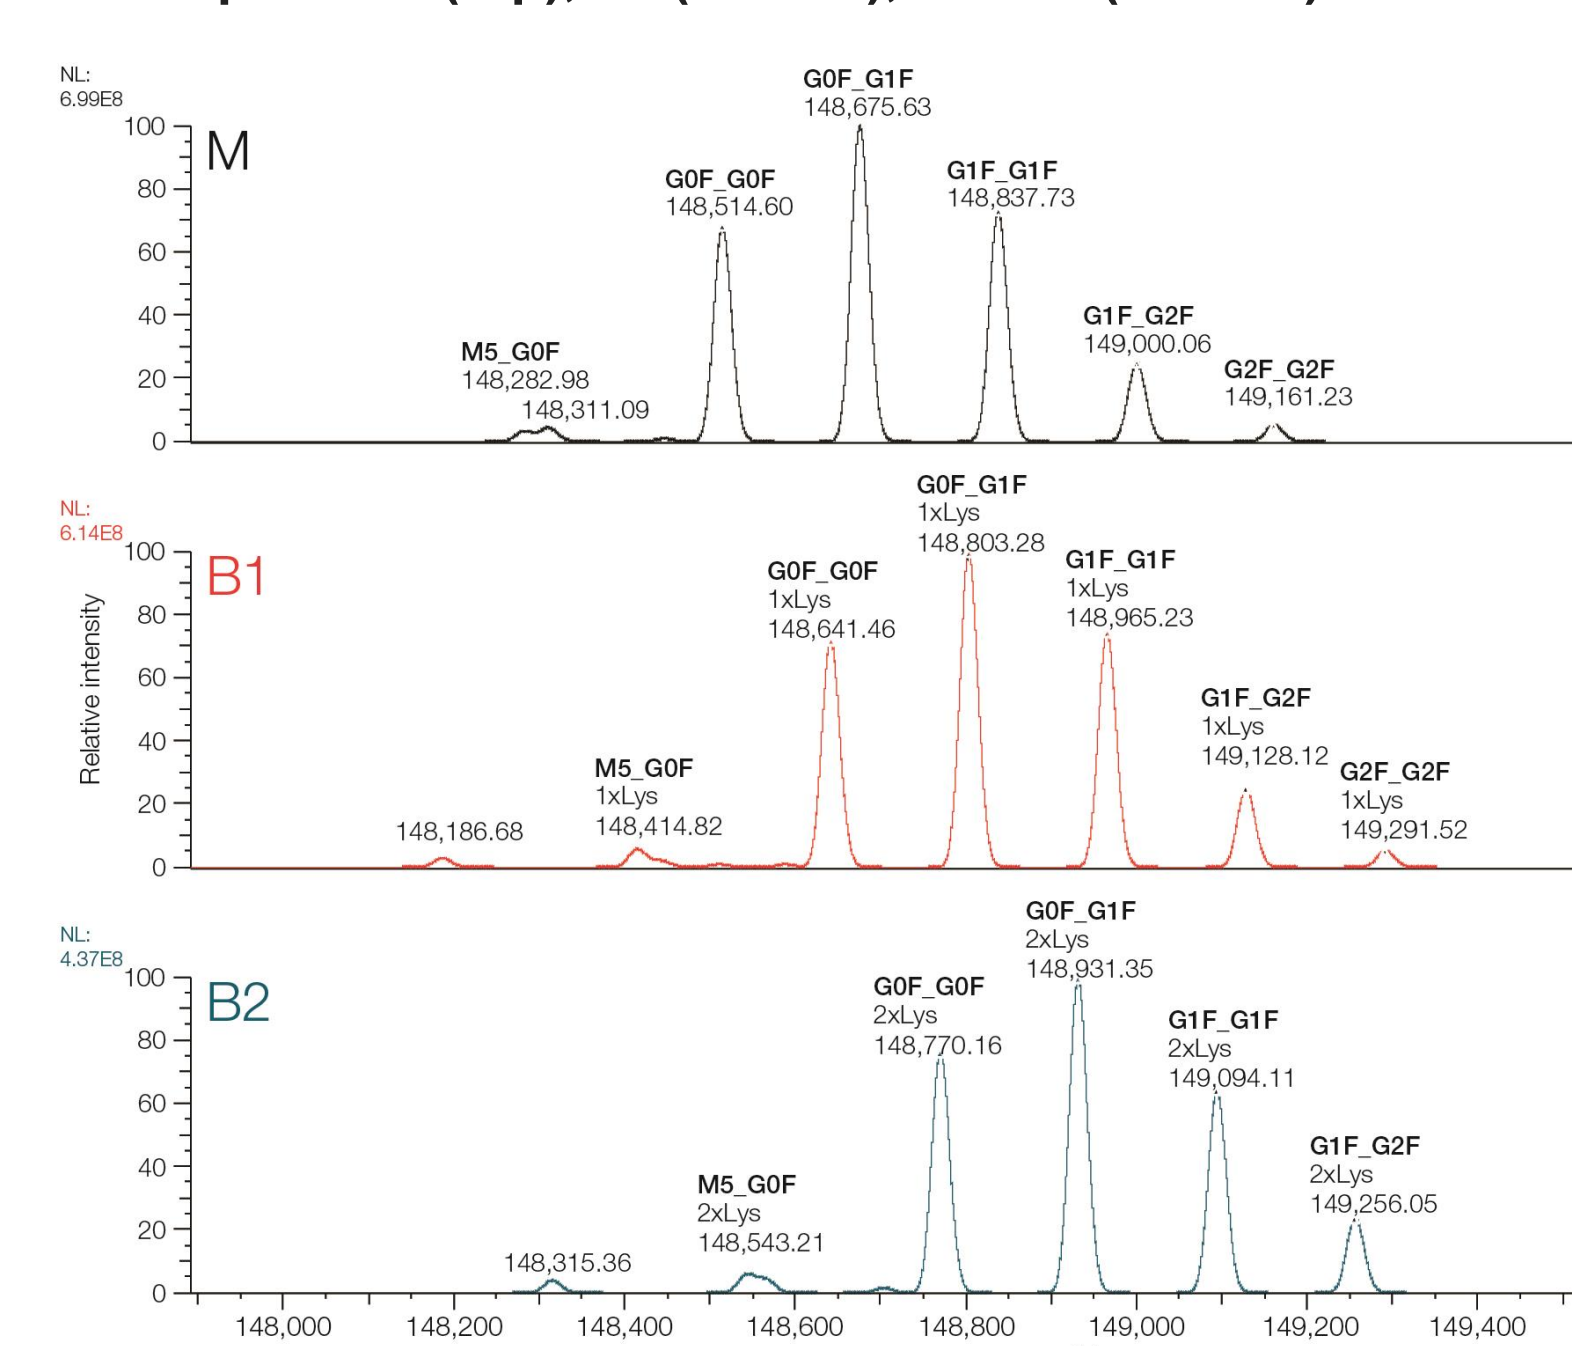 NL:
6.99E8
M
G0F_G1F
148,675.63
G0F_G0F
148,514.60
G1F_G1F
148,837.73
G1F_G2F
149,000.06
M5_G0F
148,282.98
148,311.09
G2F_G2F
149,161.23
100
80
60
40
20
0
NL:
6.14E8
B1
G0F_G1F
1xLys
148,803.28
G0F_G0F
1xLys
148,641.46
G1F_G1F
1xLys
148,965.23
G1F_G2F
1xLys
149,128.12
M5_G0F
1xLys
148,414.82
G2F_G2F
1xLys
149,291.52
148,186.68
100
80
60
40
20
0
Relative intensity
NL:
4.37E8
B2
G0F_G1F
2xLys
148,931.35
G0F_G0F
2xLys
148,770.16
G1F_G1F
2xLys
149,094.11
G1F_G2F
2xLys
149,256.05
M5_G0F
2xLys
148,543.21
148,315.36
100
80
60
40
20
0
148,000 148,200 148,400 148,600 148,800 149,000 149,200 149,400